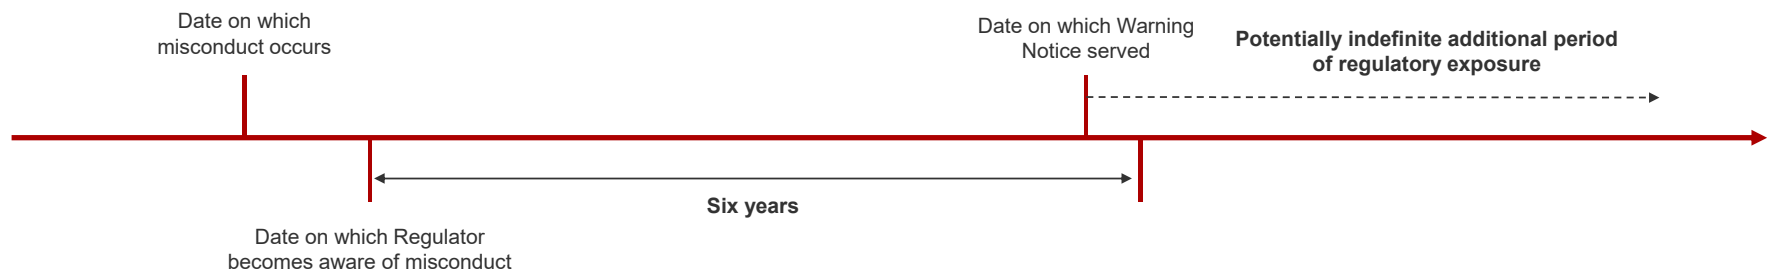 Date on which
misconduct occurs
Date on which Warning
Notice served
Potentially indefinite additional period
of regulatory exposure
Six years
Date on which Regulator
becomes aware of misconduct